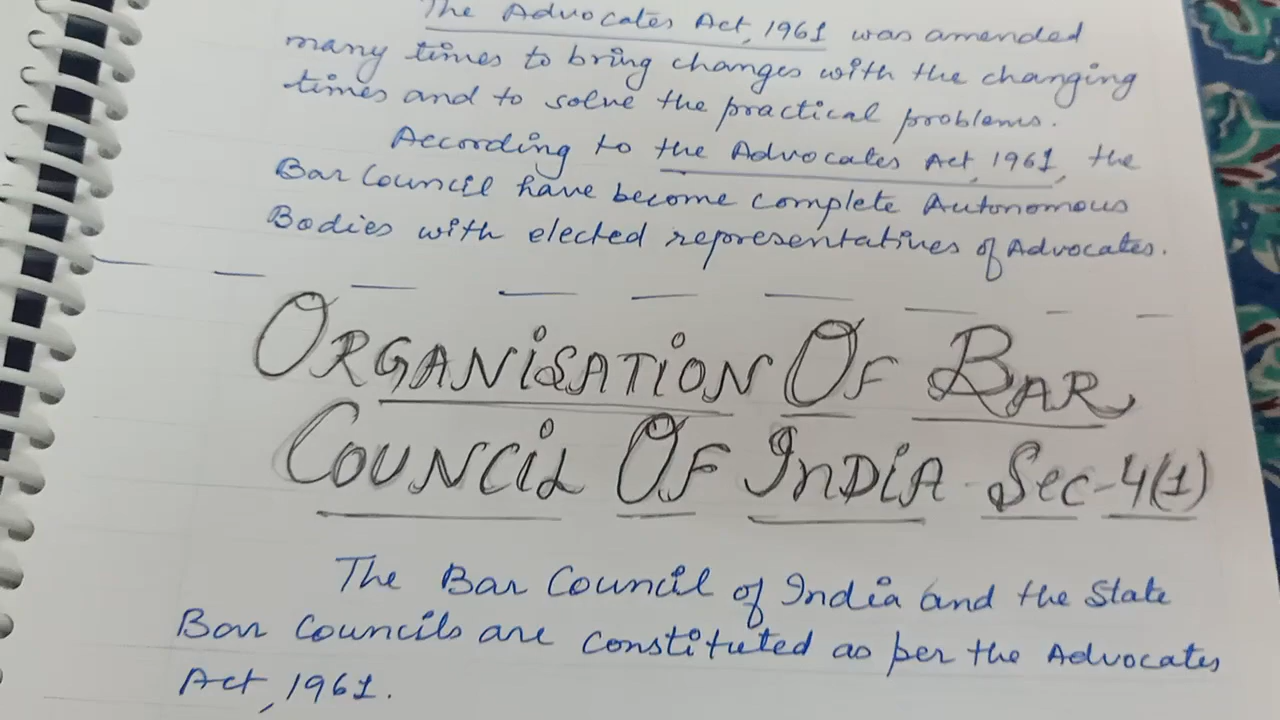 The Advocates Act, 1961 was amended
many times to bring changes with the changing
times and to solve the practical problems.
According to the Advocates Act, 1961, the
Bar Council have become complete Autonomous
Bodies with elected representatives of Advocates.
ORGANiSATiON OF BAR
COUNCiL OF INDiA Sec-4(1)
The Bar Council of India and the State
Bar Councils are constituted as per the Advocates
Act, 1961.